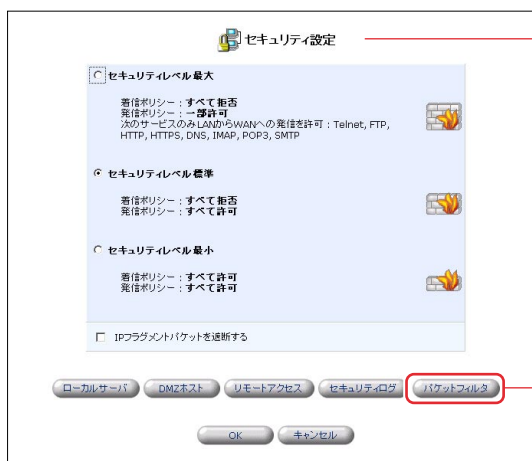 セキュリティ設定
セキュリティレベル最大
着信ポリシー：すべて拒否
発信ポリシー：一部許可
次のサービスのみLANからWANへの発信を許可：Telnet, FTP,
HTTP, HTTPS, DNS, IMAP, POP3, SMTP
セキュリティレベル標準
着信ポリシー：すべて拒否
発信ポリシー：すべて許可
セキュリティレベル最小
着信ポリシー：すべて許可
発信ポリシー：すべて許可
IPフラグメントパケットを遮断する
ローカルサーバ DMZホスト リモートアクセス セキュリティログ パケットフィルタ
OK キャンセル